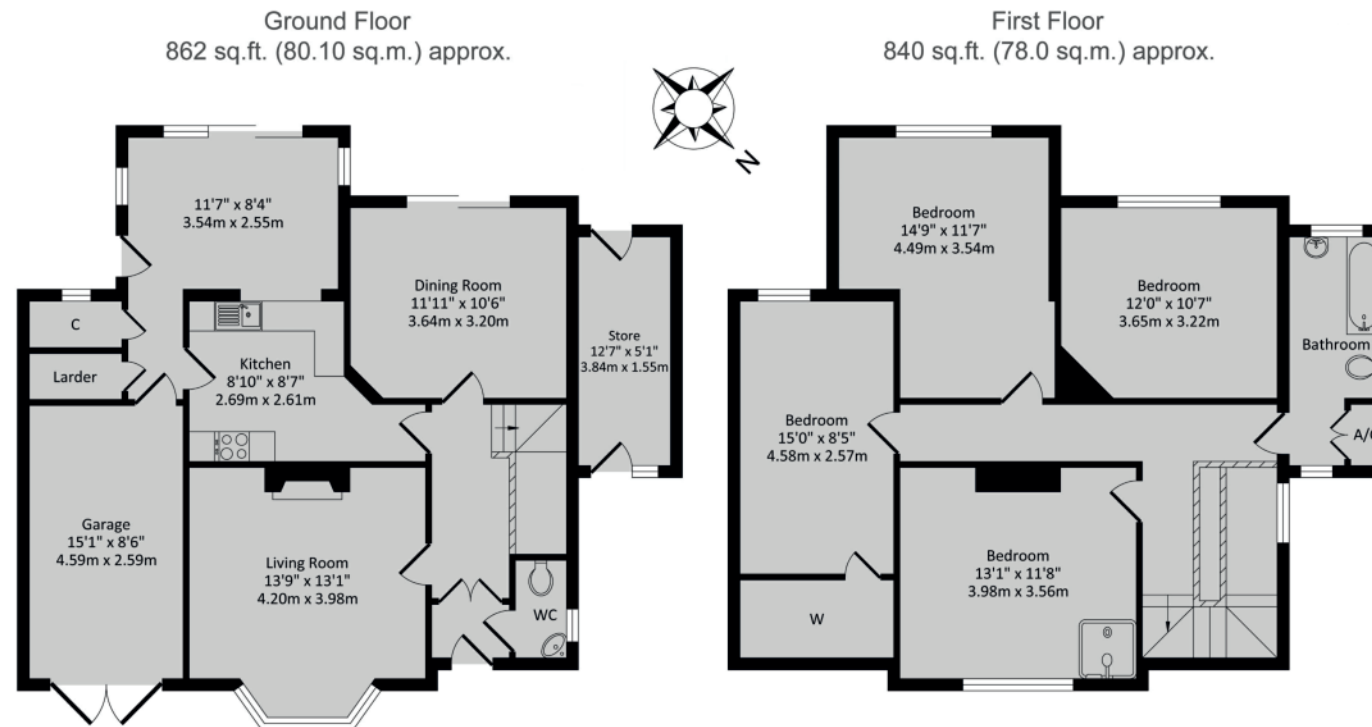 Ground Floor
862 sq.ft. (80.10 sq.m.) approx.
First Floor
840 sq.ft. (78.0 sq.m.) approx.
N
11'7" x 8'4"
3.54m x 2.55m
Dining Room
11'11" x 10'6"
3.64m x 3.20m
C
Larder
Kitchen
8'10" x 8'7"
2.69m x 2.61m
Store
12'7" x 5'1"
3.84m x 1.55m
Garage
15'1" x 8'6"
4.59m x 2.59m
Living Room
13'9" x 13'1"
4.20m x 3.98m
WC
Bedroom
14'9" x 11'7"
4.49m x 3.54m
Bedroom
12'0" x 10'7"
3.65m x 3.22m
Bathroom
A/C
Bedroom
15'0" x 8'5"
4.58m x 2.57m
Bedroom
13'1" x 11'8"
3.98m x 3.56m
W